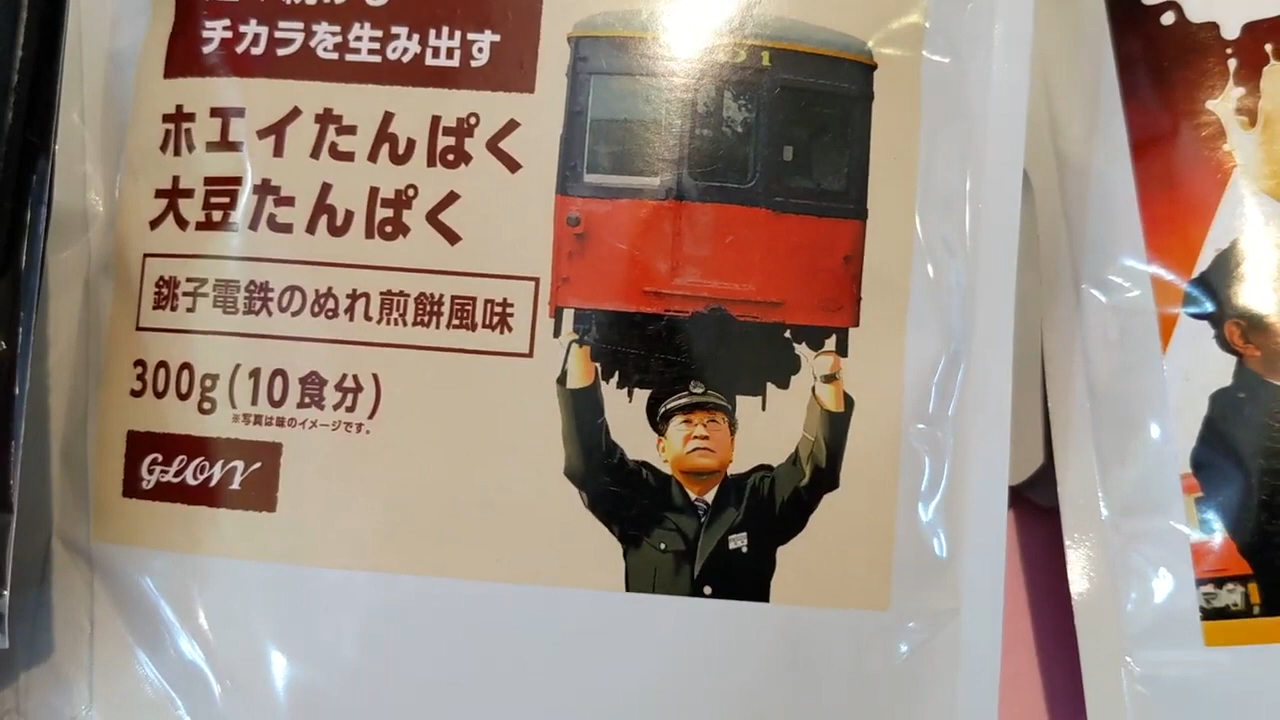 チカラを生み出す
ホエイたんぱく
大豆たんぱく
銚子電鉄のぬれ煎餅風味
300g(10食分)
※写真は味のイメージです。
GLOVY